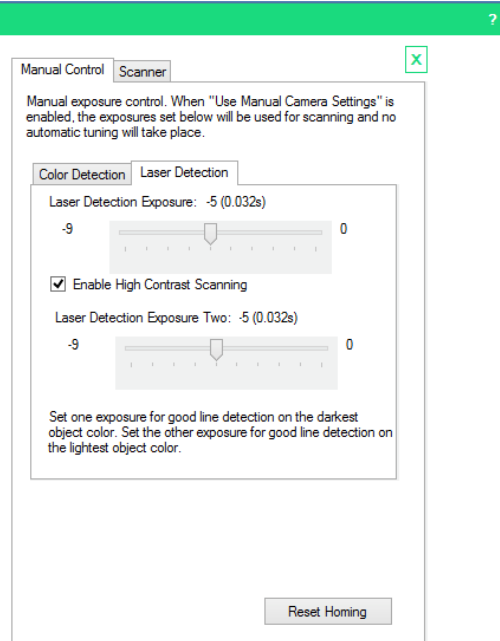 ?
X
Manual Control Scanner
Manual exposure control. When "Use Manual Camera Settings" is
enabled, the exposures set below will be used for scanning and no
automatic tuning will take place.
Color Detection Laser Detection
Laser Detection Exposure: -5 (0.032s)
-9 0
Enable High Contrast Scanning
Laser Detection Exposure Two: -5 (0.032s)
-9 0
Set one exposure for good line detection on the darkest
object color. Set the other exposure for good line detection on
the lightest object color.
Reset Homing